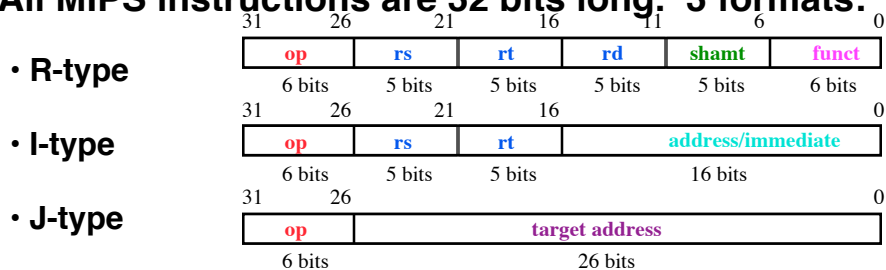 All MIPS instructions are 32 bits long. 3 formats:
31 26 21 16 11 6 0
• R-type
op rs rt rd shamt funct
6 bits 5 bits 5 bits 5 bits 5 bits 6 bits
31 26 21 16 0
• I-type
op rs rt address/immediate
6 bits 5 bits 5 bits 16 bits
31 26 0
• J-type
op target address
6 bits 26 bits